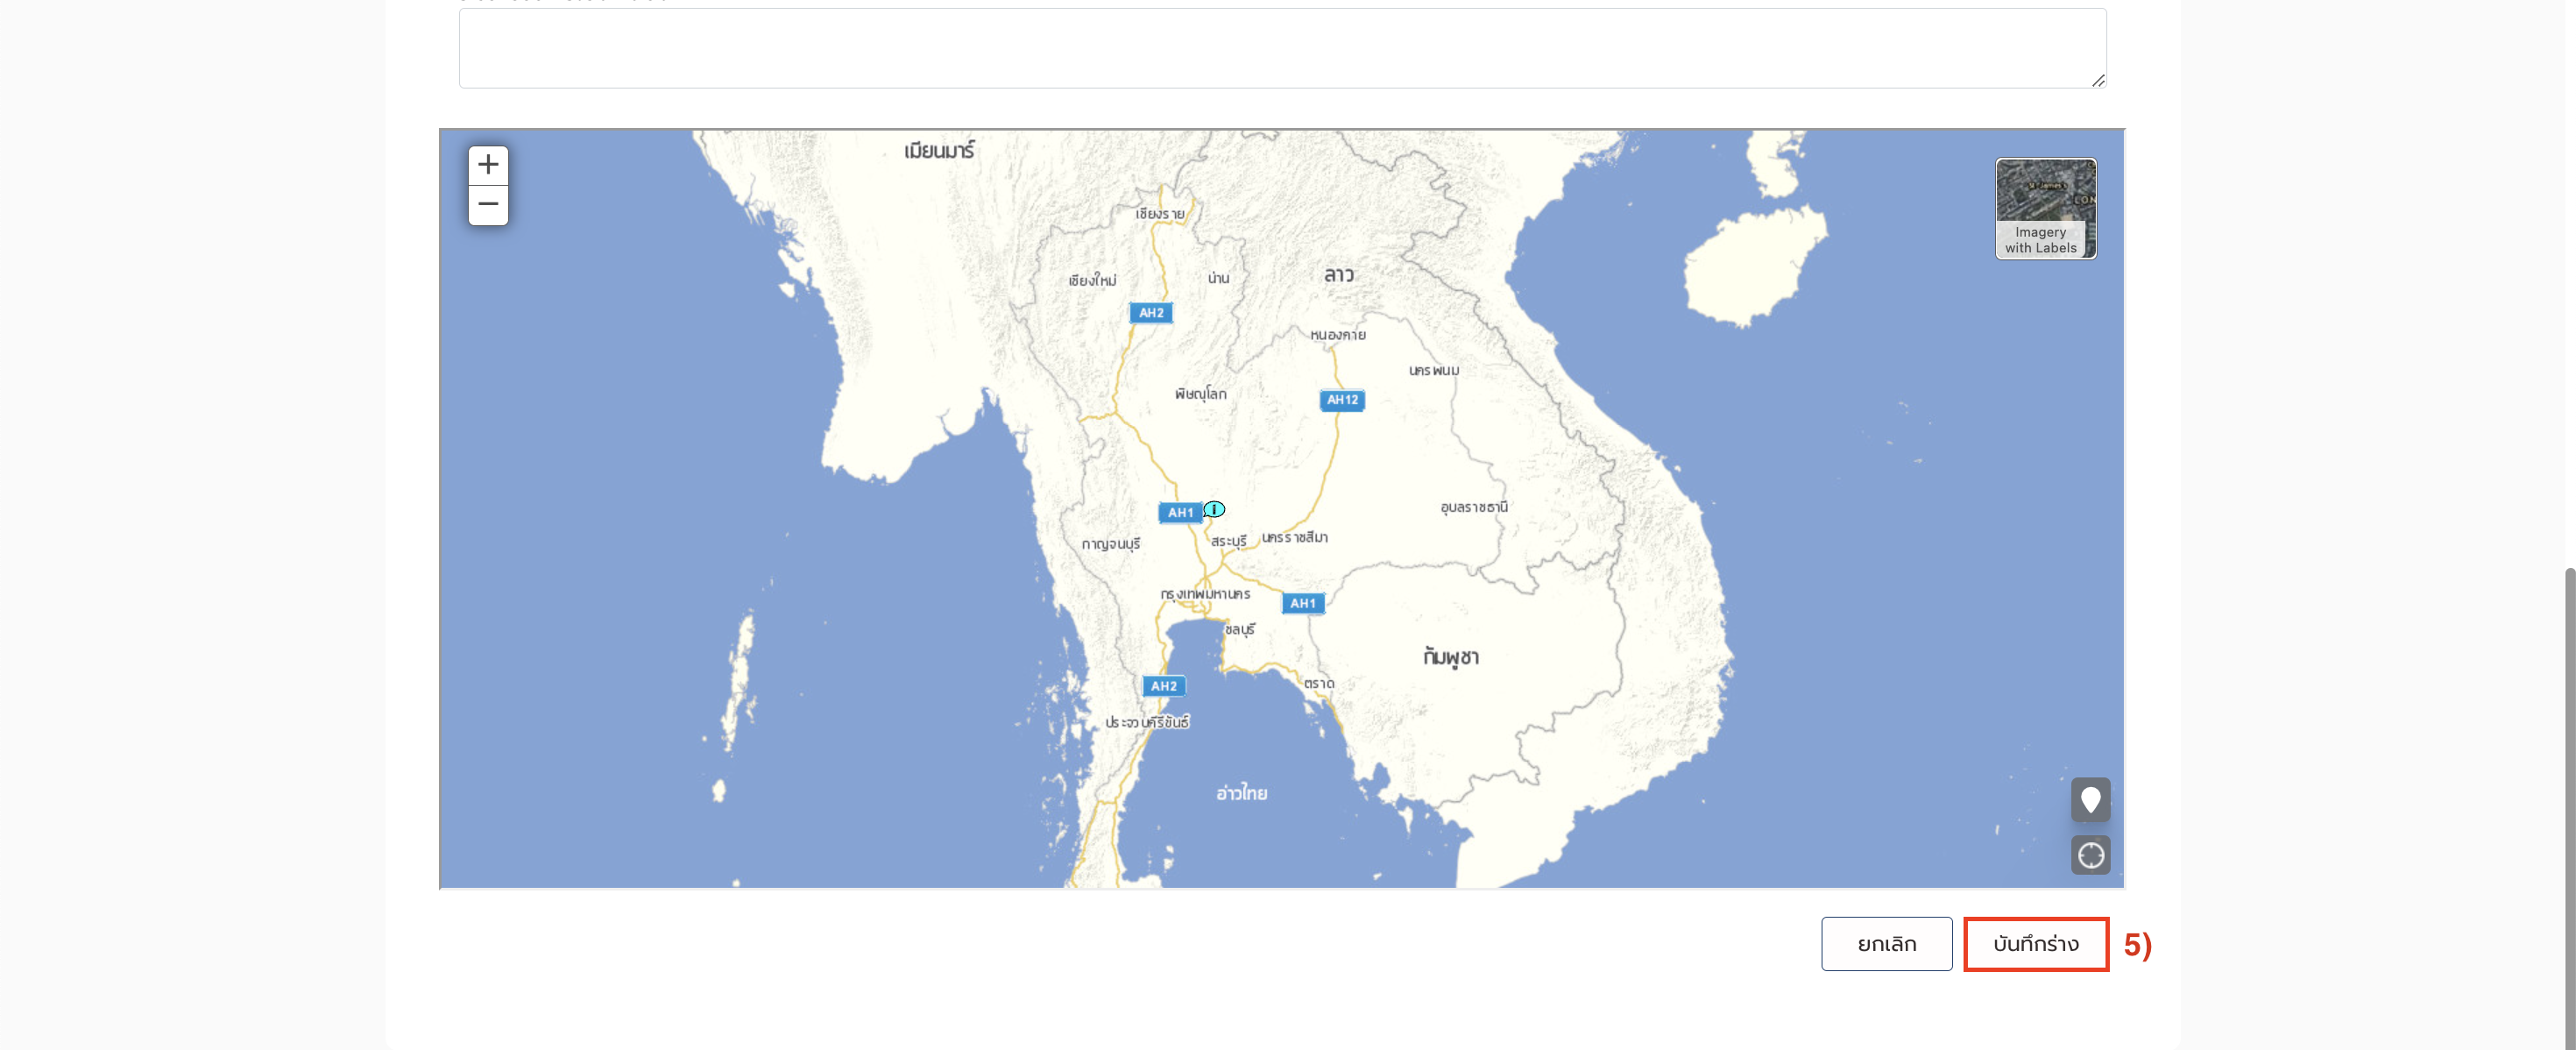 เมียนมาร์
เชียงราย
Imagery
with Labels
เชียงใหม่
น่าน
ลาว
AH2
หนองคาย
นครพนม
พิษณุโลก
AH12
AH1
i
อุบลราชธานี
กาญจนบุรี
สระบุรี
นครราชสีมา
กรุงเทพมหานคร
AH1
ชลบุรี
กัมพูชา
ตราด
AH2
ประจวบคีรีขันธ์
อ่าวไทย
ยกเลิก
บันทึกร่าง
5)